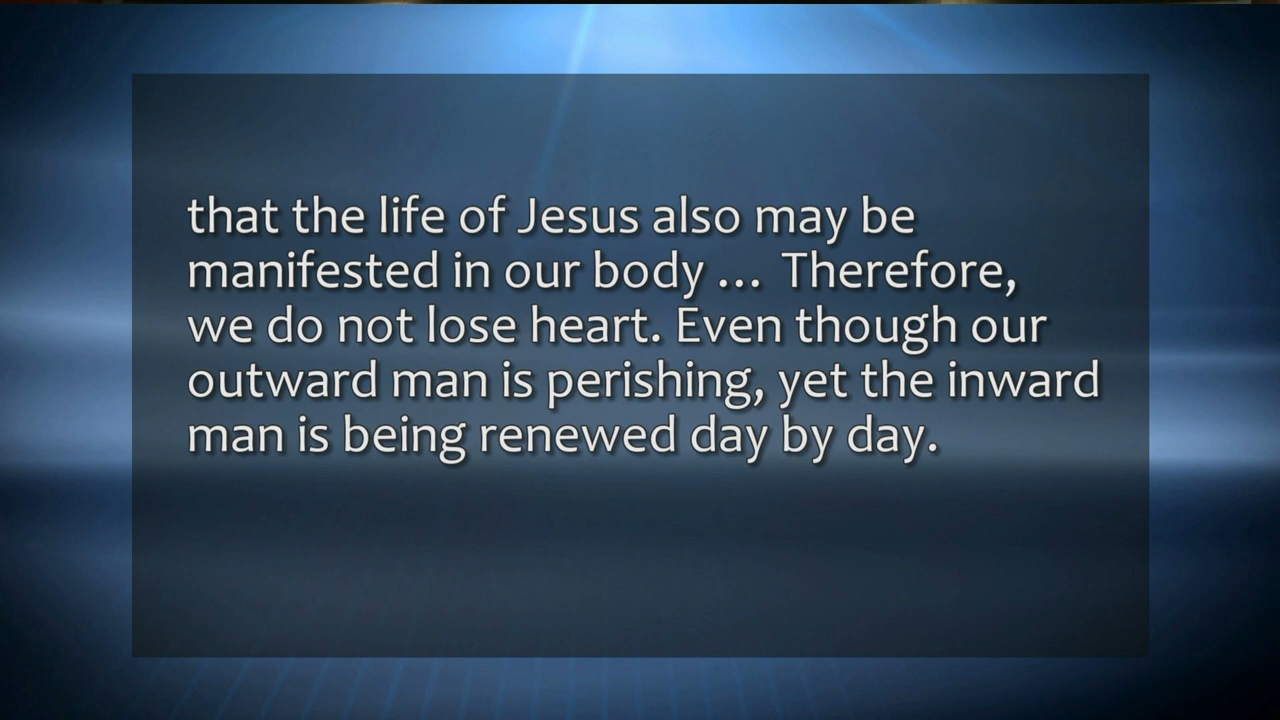 that the life of Jesus also may be
manifested in our body … Therefore,
we do not lose heart. Even though our
outward man is perishing, yet the inward
man is being renewed day by day.